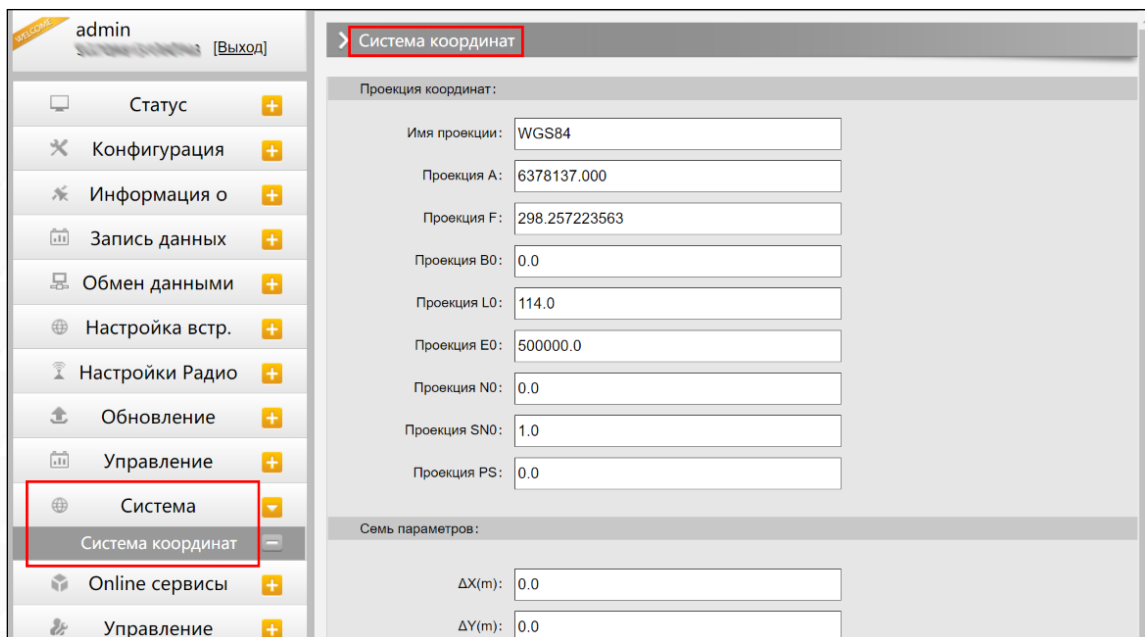 WELCOME
admin
[Выход]
Статус
Конфигурация
Информация о
Запись данных
Обмен данными
Настройка встр.
Настройки Радио
Обновление
Управление
Система
Система координат
Online сервисы
Управление
Система координат
Проекция координат:
Имя проекции: WGS84
Проекция A: 6378137.000
Проекция F: 298.257223563
Проекция B0: 0.0
Проекция L0: 114.0
Проекция E0: 500000.0
Проекция N0: 0.0
Проекция SN0: 1.0
Проекция PS: 0.0
Семь параметров:
ΔX(m): 0.0
ΔY(m): 0.0